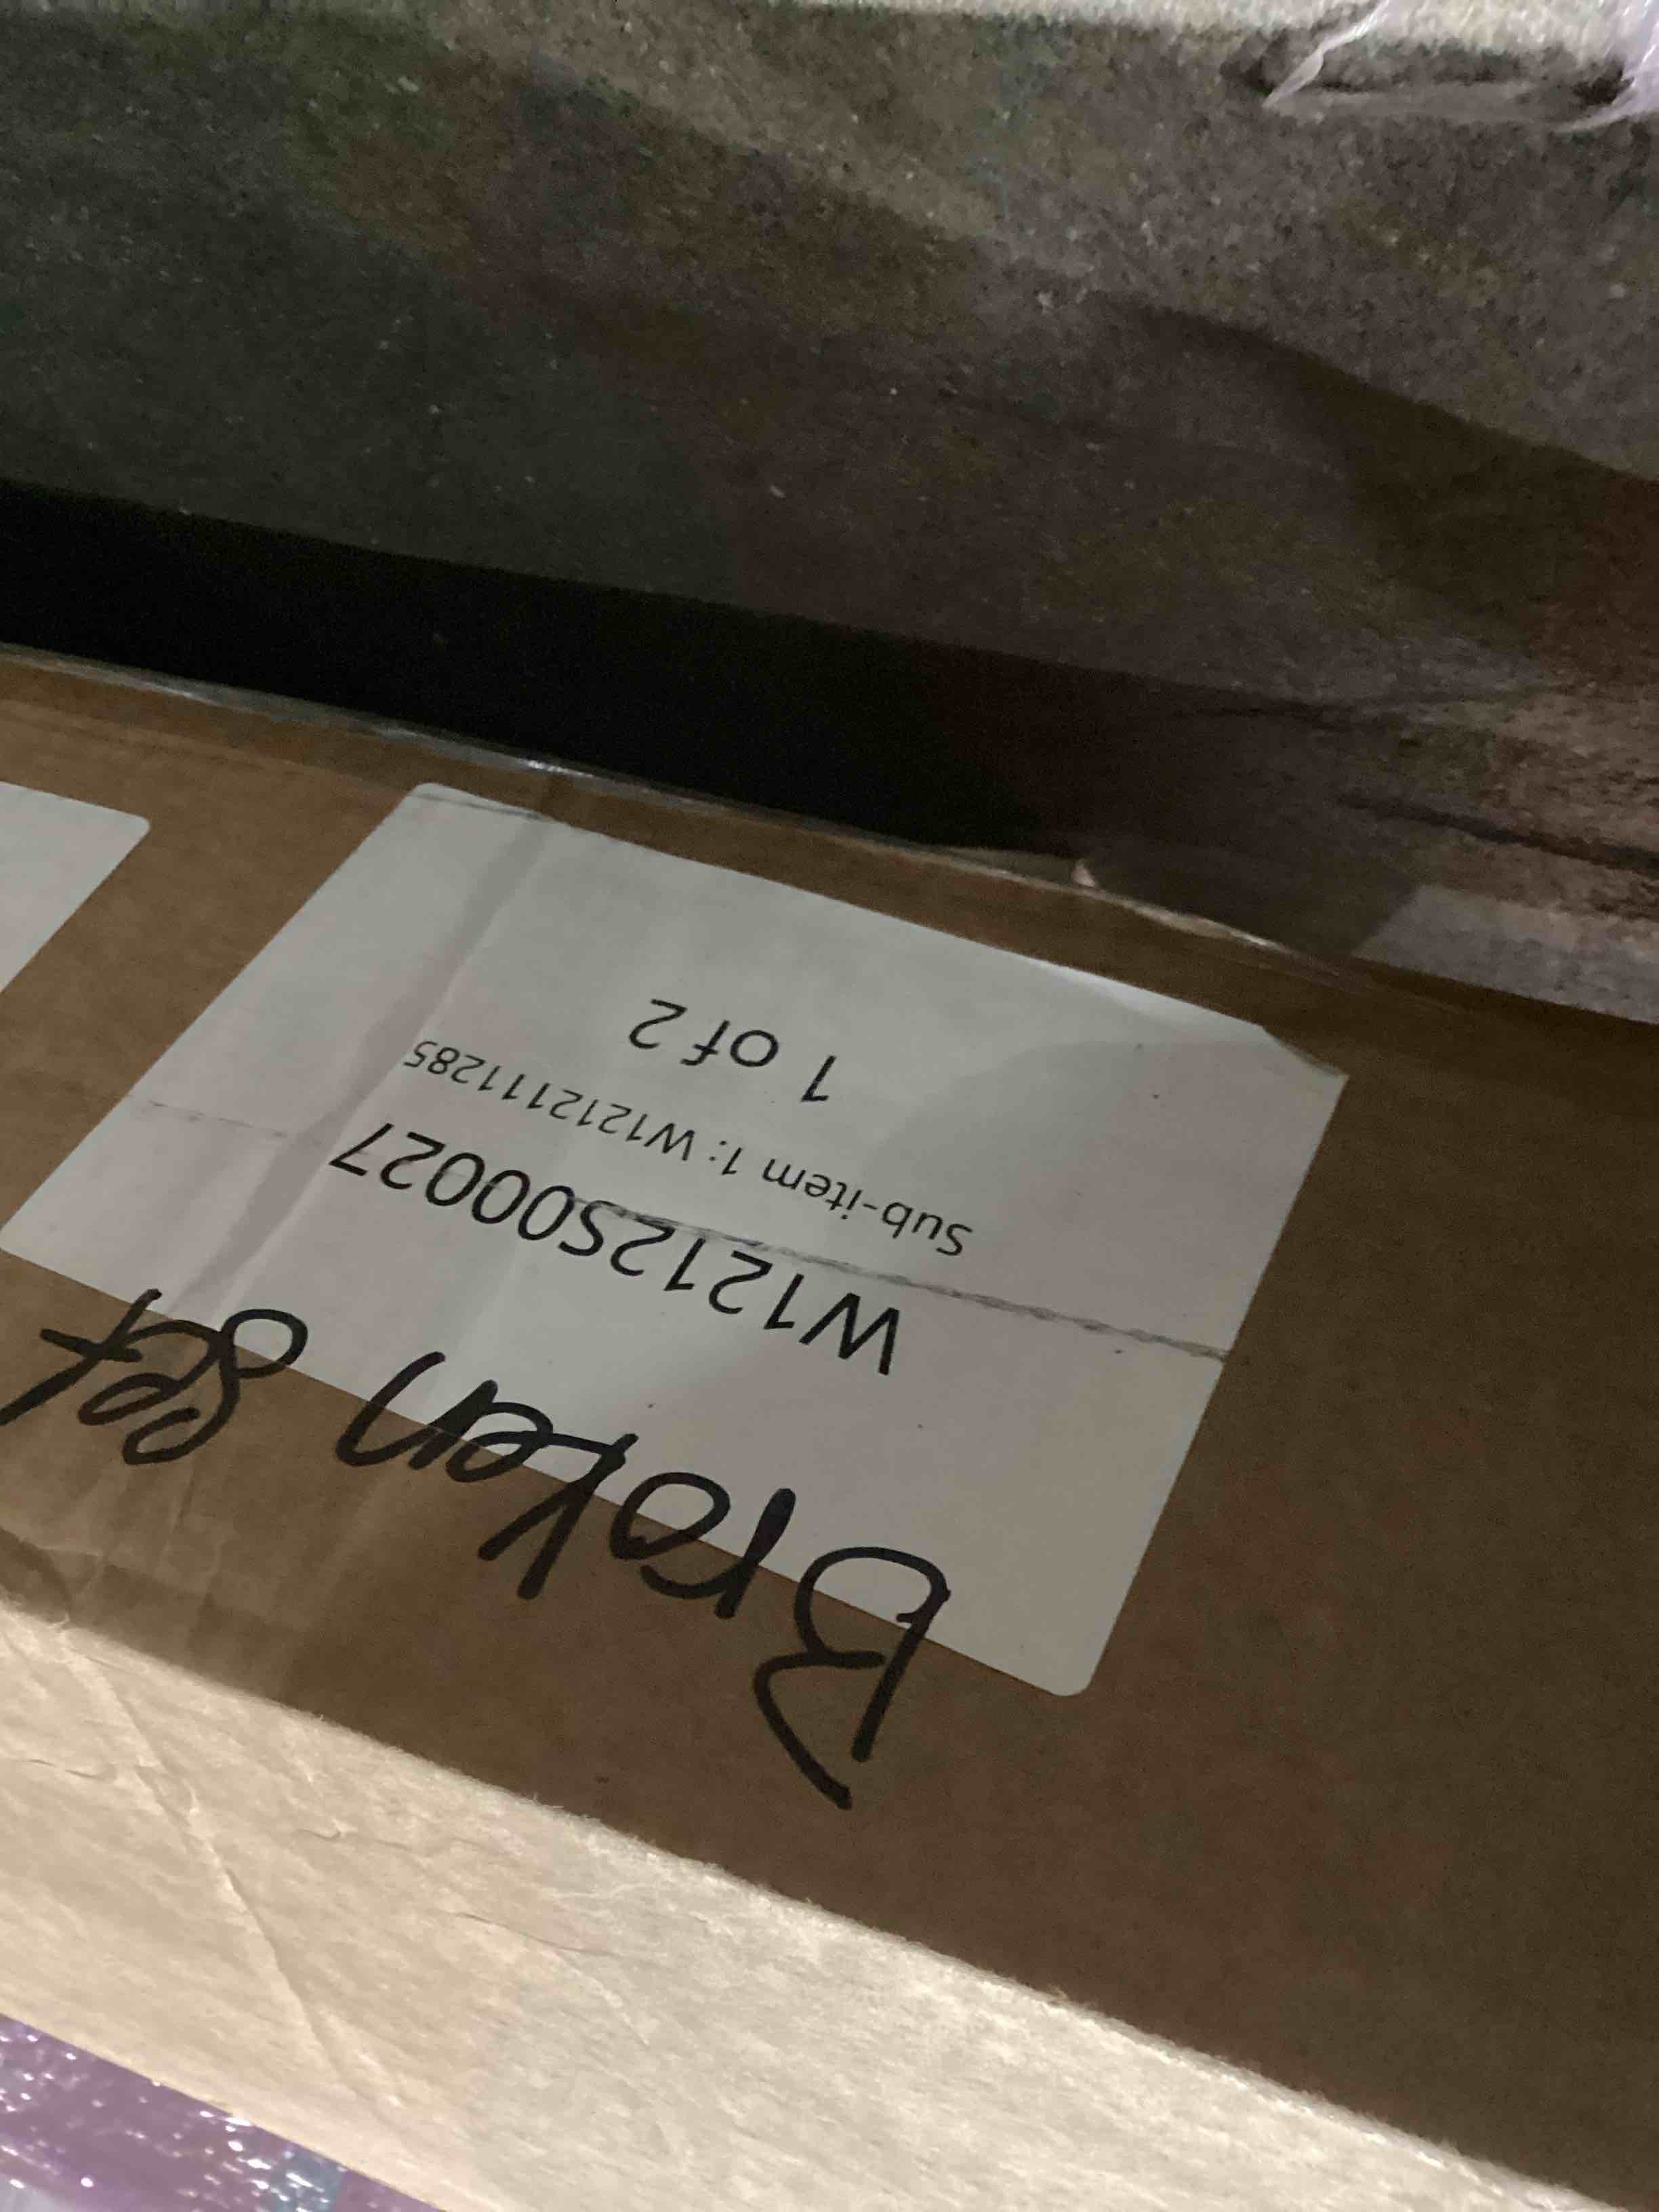 Broken set
W1212S00027
Sub-item 1: W1212111285
1 of 2